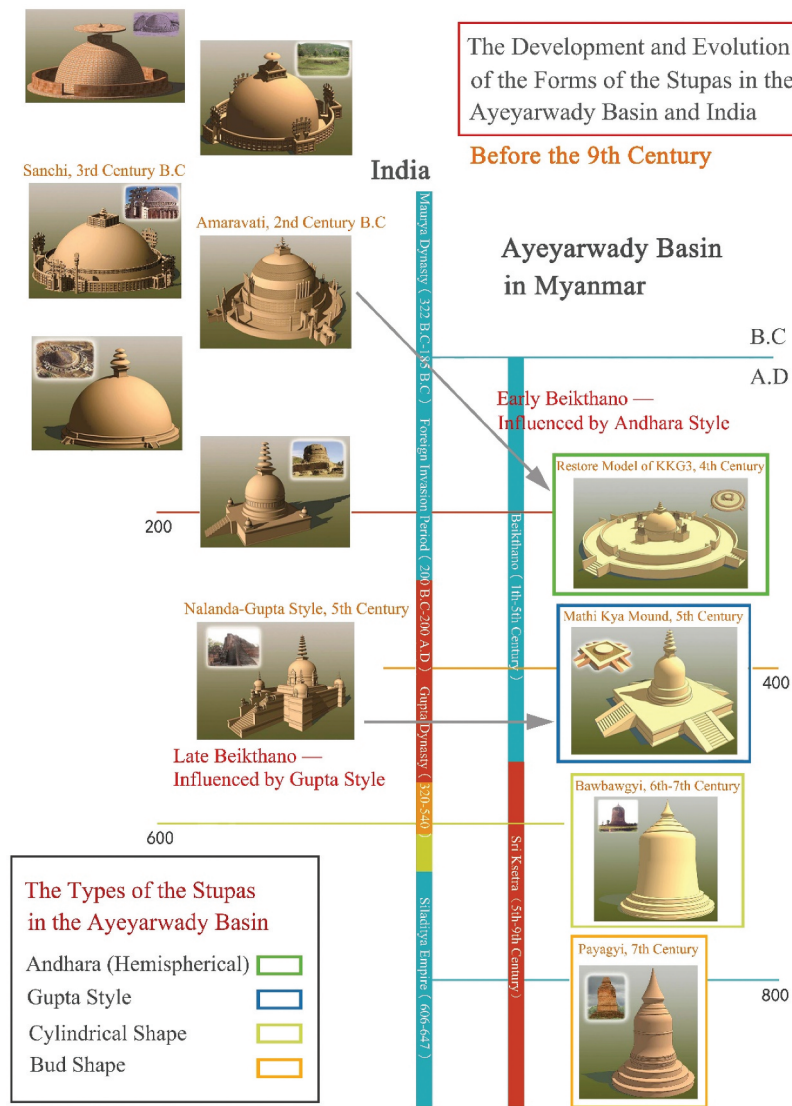 The Development and Evolution
of the Forms of the Stupas in the
Ayeyarwady Basin and India
Before the 9th Century
India
Sanchi, 3rd Century B.C
Amaravati, 2nd Century B.C
Ayeyarwady Basin
in Myanmar
B.C
A.D
Early Beikthano —
Influenced by Andhara Style
Restore Model of KKG3, 4th Century
200
Nalanda-Gupta Style, 5th Century
Mathi Kya Mound, 5th Century
400
Late Beikthano —
Influenced by Gupta Style
Bawbawgyi, 6th-7th Century
600
Payagyi, 7th Century
800
Maurya Dynasty ( 322 B.C-185 B.C )
Foreign Invasion Period ( 200 B.C-200 A.D )
Gupta Dynasty ( 320-540 )
Siladitya Empire ( 606-647 )
Beikthano ( 1th-5th Century )
Sri Ksetra ( 5th-9th Century )
The Types of the Stupas
in the Ayeyarwady Basin
Andhara (Hemispherical)
Gupta Style
Cylindrical Shape
Bud Shape